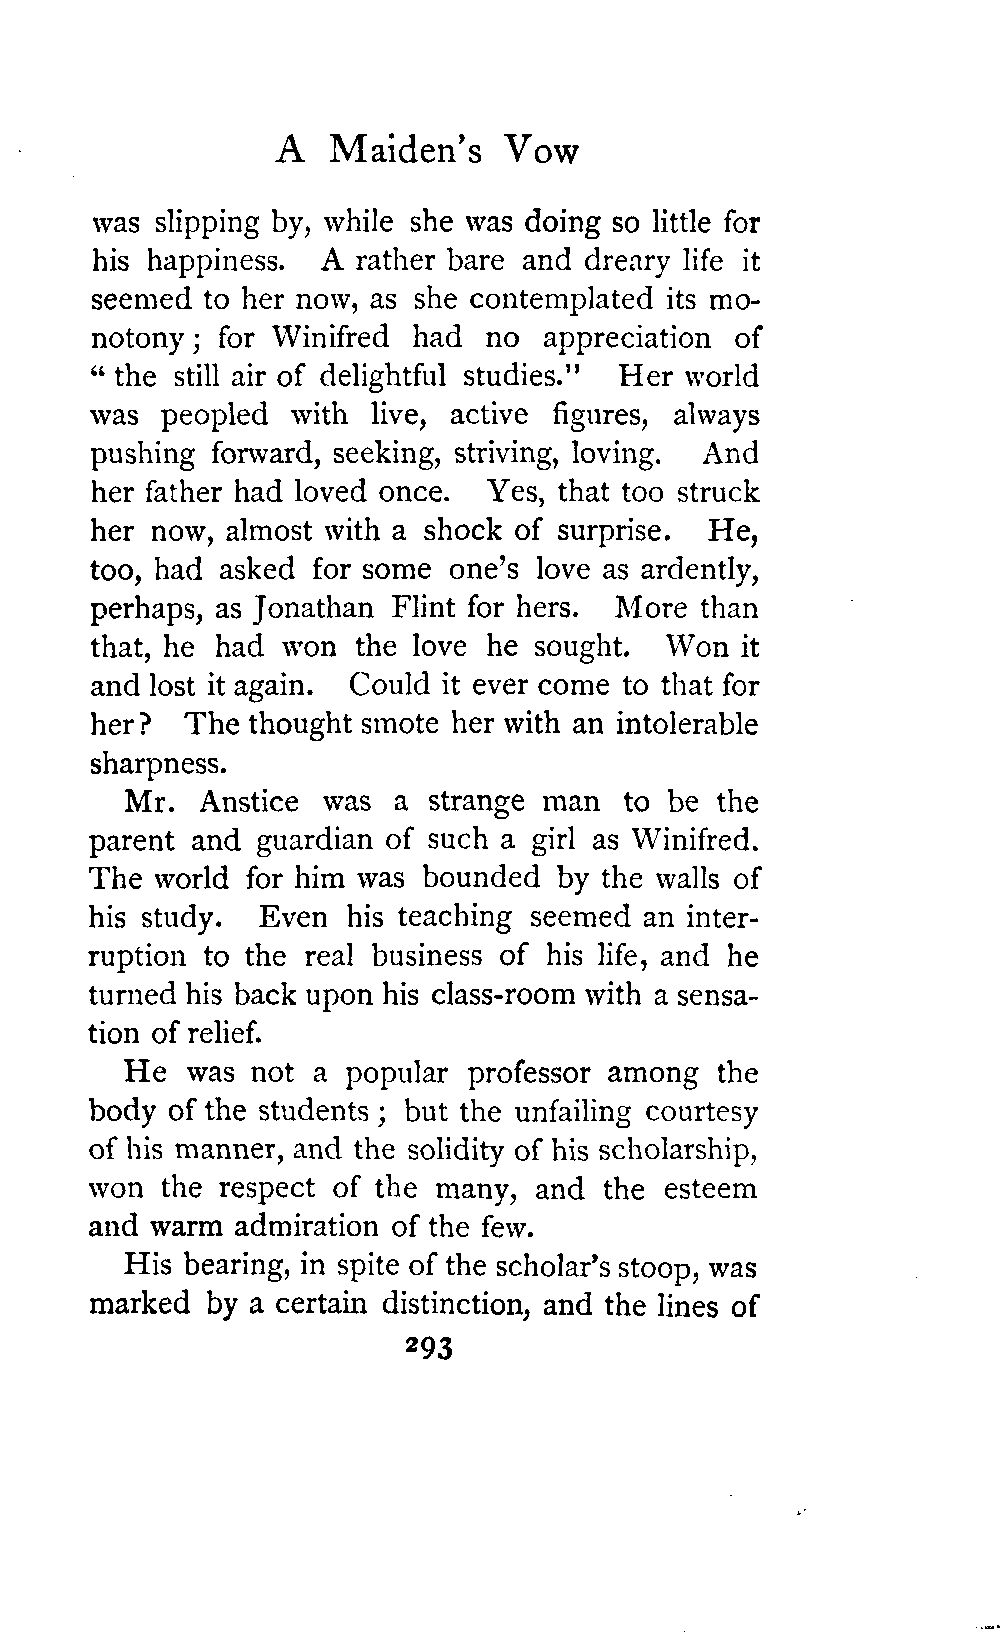 A Maiden's Vow
was slipping by, while she was doing so little for
his happiness. A rather bare and dreary life it
seemed to her now, as she contemplated its mo-
notony ; for Winifred had no appreciation of
“ the still air of delightful studies.” Her world
was peopled with live, active figures, always
pushing forward, seeking, striving, loving. And
her father had loved once. Yes, that too struck
her now, almost with a shock of surprise. He,
too, had asked for some one's love as ardently,
perhaps, as Jonathan Flint for hers. More than
that, he had won the love he sought. Won it
and lost it again. Could it ever come to that for
her? The thought smote her with an intolerable
sharpness.
Mr. Anstice was a strange man to be the
parent and guardian of such a girl as Winifred.
The world for him was bounded by the walls of
his study. Even his teaching seemed an inter-
ruption to the real business of his life, and he
turned his back upon his class-room with a sensa-
tion of relief.
He was not a popular professor among the
body of the students ; but the unfailing courtesy
of his manner, and the solidity of his scholarship,
won the respect of the many, and the esteem
and warm admiration of the few.
His bearing, in spite of the scholar's stoop, was
marked by a certain distinction, and the lines of
293